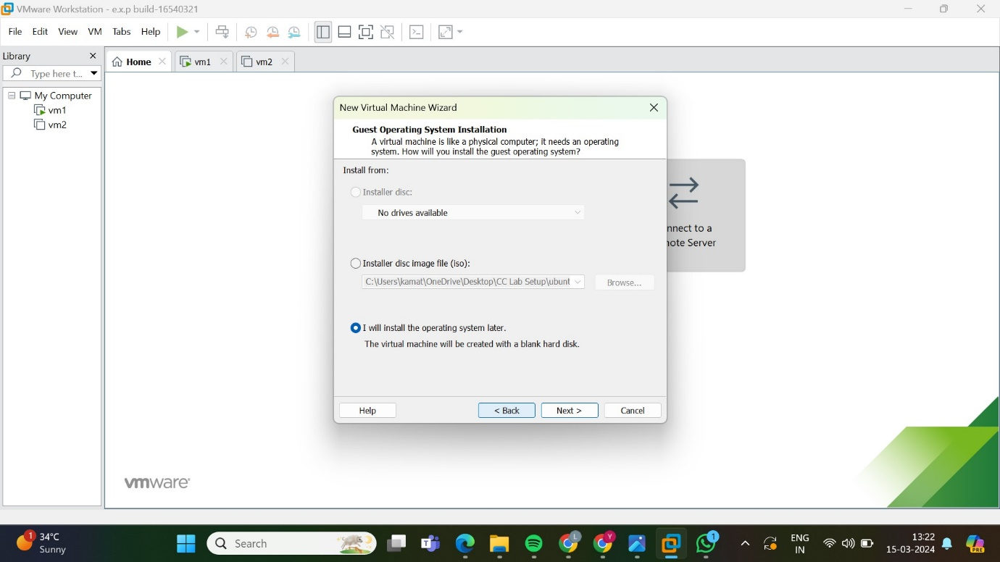 VMware Workstation - e.x.p build-16540321
File Edit View VM Tabs Help
Library
Type here t...
Home
vm1
vm2
My Computer
vm1
vm2
New Virtual Machine Wizard
Guest Operating System Installation
A virtual machine is like a physical computer; it needs an operating
system. How will you install the guest operating system?
Install from:
Installer disc:
No drives available
Installer disc image file (iso):
C:\Users\kamat\OneDrive\Desktop\CC Lab Setup\ubunt
Browse...
I will install the operating system later.
The virtual machine will be created with a blank hard disk.
Help
< Back
Next >
Cancel
nnect to a
note Server
vmware
1
34°C
Sunny
Search
L
Y
1
ENG
IN
13:22
15-03-2024
PRE